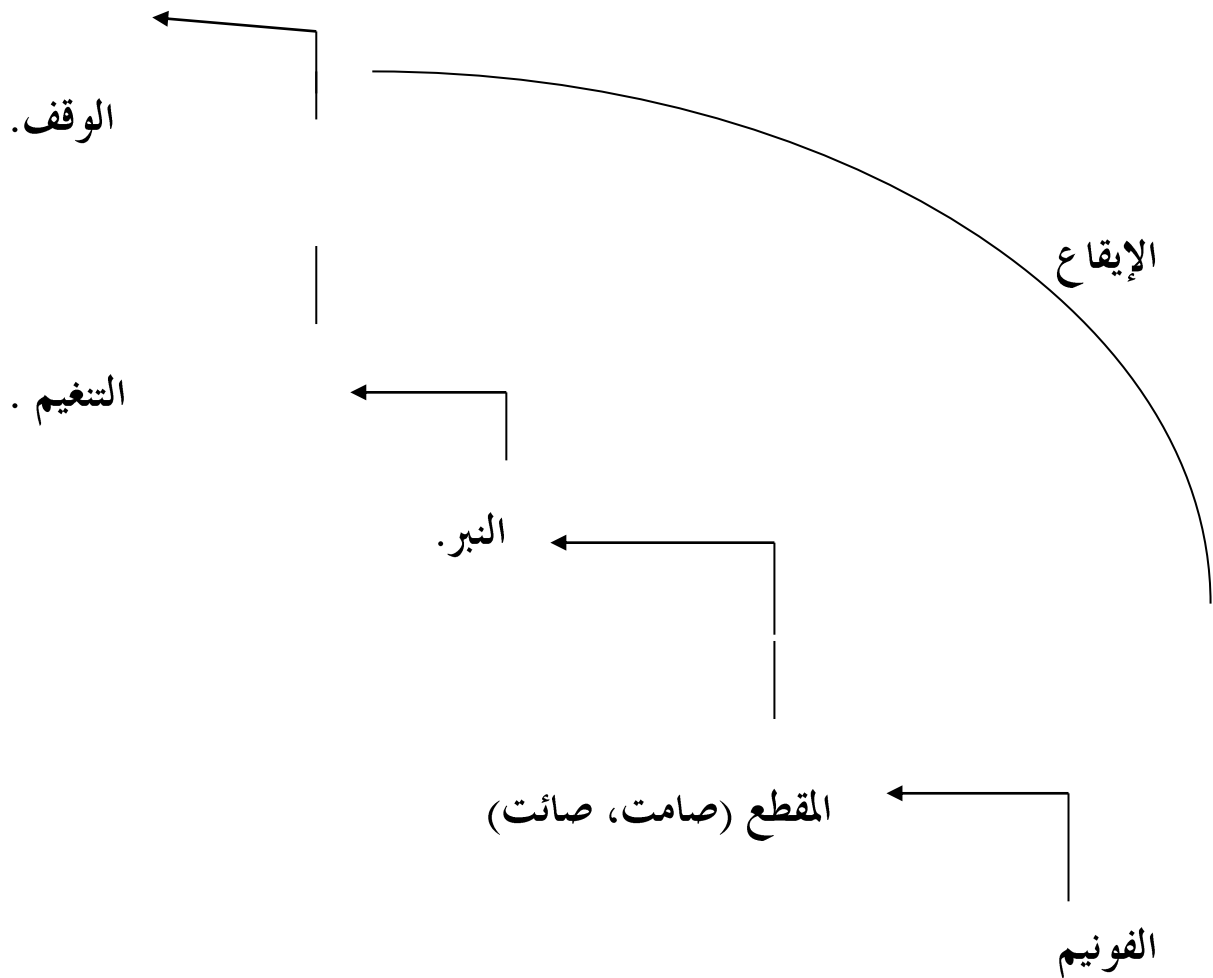 الوقف.
الإيقاع
التنغيم .
النبر.
المقطع (صامت، صائت)
الفونيم